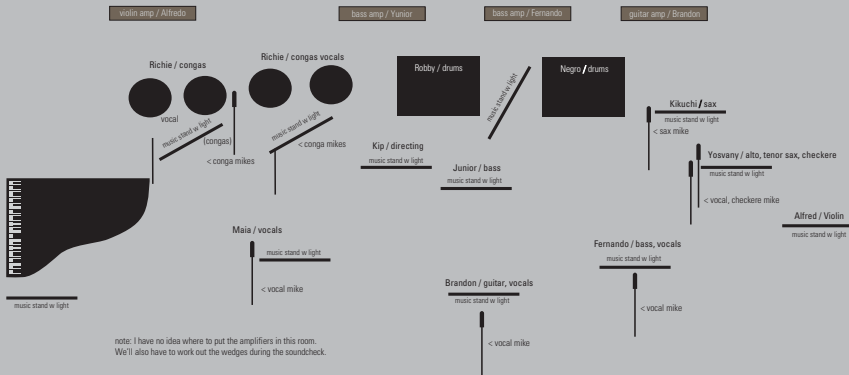 violin amp / Alfredo
bass amp / Yunior
bass amp / Fernando
guitar amp / Brandon
Richie / congas
Richie / congas vocals
Robby / drums
Negro / drums
music stand w light
vocal
music stand w light
(congas)
< conga mikes
music stand w light
< conga mikes
Kip / directing
music stand w light
Junior / bass
music stand w light
Kikuchi / sax
music stand w light
< sax mike
Yosvany / alto, tenor sax, checkere
music stand w light
< vocal, checkere mike
Alfred / Violin
music stand w light
Maia / vocals
music stand w light
< vocal mike
Fernando / bass, vocals
music stand w light
< vocal mike
Brandon / guitar, vocals
music stand w light
< vocal mike
music stand w light
note: I have no idea where to put the amplifiers in this room.
We'll also have to work out the wedges during the soundcheck.